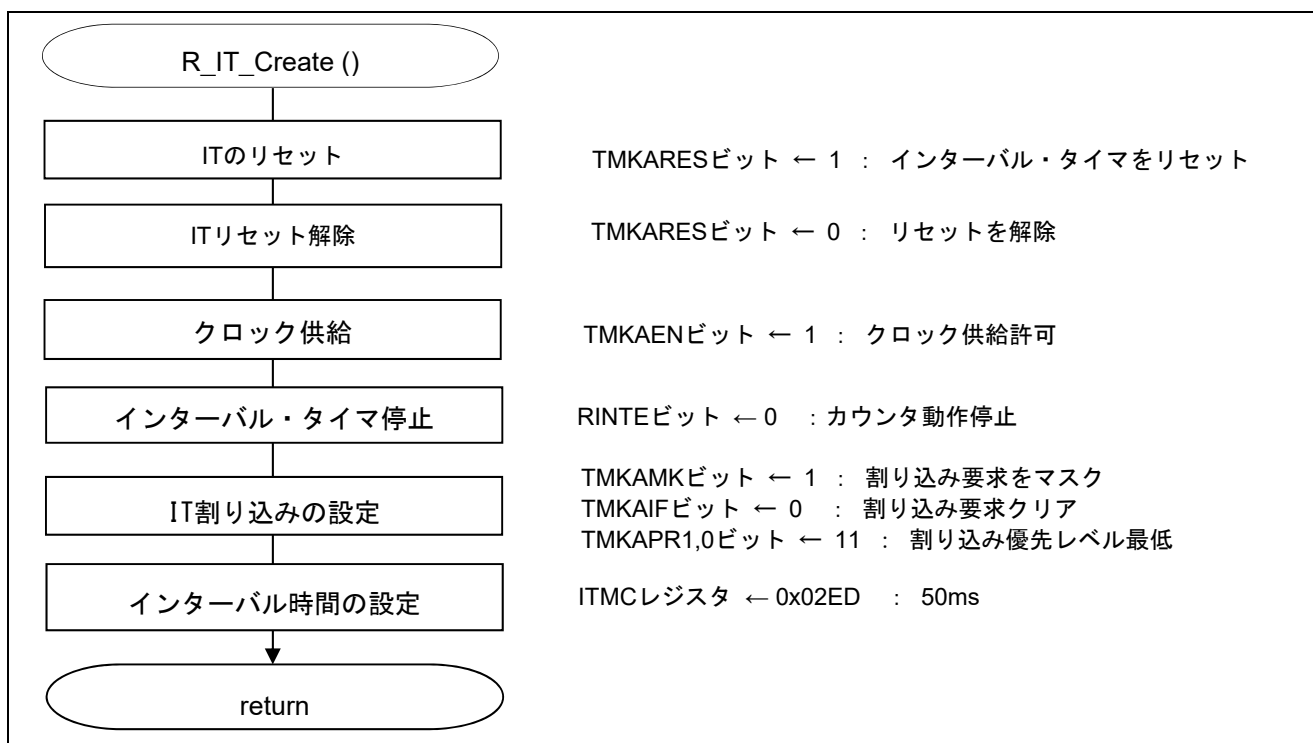 R_IT_Create ()
ITのリセット
TMKARESビット ← 1 ： インターバル・タイマをリセット
ITリセット解除
TMKARESビット ← 0 ： リセットを解除
クロック供給
TMKAENビット ← 1 ： クロック供給許可
インターバル・タイマ停止
RINTEビット ← 0 ：カウンタ動作停止
IT割り込みの設定
TMKAMKビット ← 1 ： 割り込み要求をマスク
TMKAIFビット ← 0 ： 割り込み要求クリア
TMKAPR1,0ビット ← 11 ： 割り込み優先レベル最低
インターバル時間の設定
ITMCレジスタ ← 0x02ED ： 50ms
return